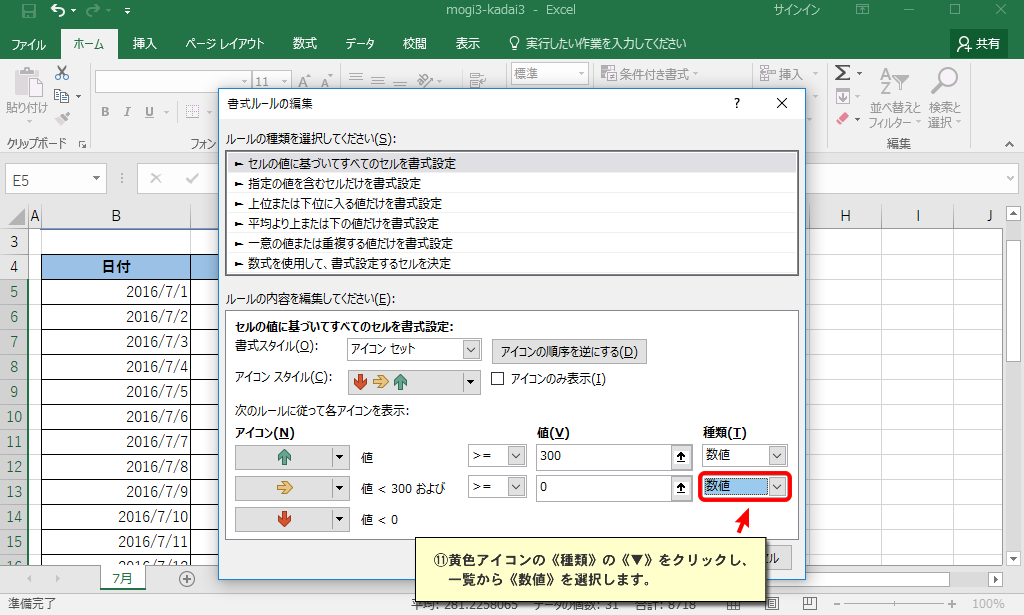 mogi3-kadai3 - Excel
サインイン
ファイル ホーム 挿入 ページ レイアウト 数式 データ 校閲 表示 実行したい作業を入力してください 共有
貼り付け
クリップボード
11
B I U
フォン
標準
条件付き書式
挿入
Σ
並べ替えと
フィルター
検索と
選択
編集
E5
A B H I J
3
4 日付
5 2016/7/1
6 2016/7/2
7 2016/7/3
8 2016/7/4
9 2016/7/5
10 2016/7/6
11 2016/7/7
12 2016/7/8
13 2016/7/9
14 2016/7/10
15 2016/7/11
16 2016/7/12
書式ルールの編集 ?
ルールの種類を選択してください(S):
► セルの値に基づいてすべてのセルを書式設定
► 指定の値を含むセルだけを書式設定
► 上位または下位に入る値だけを書式設定
► 平均より上または下の値だけを書式設定
► 一意の値または重複する値だけを書式設定
► 数式を使用して、書式設定するセルを決定
ルールの内容を編集してください(E):
セルの値に基づいてすべてのセルを書式設定:
書式スタイル(O): アイコン セット アイコンの順序を逆にする(D)
アイコン スタイル(C): アイコンのみ表示(I)
次のルールに従って各アイコンを表示:
アイコン(N) 値(V) 種類(T)
値 >= 300 数値
値 < 300 および >= 0 数値
値 < 0
ル
⑪黄色アイコンの《種類》の《▼》をクリックし、
一覧から《数値》を選択します。
7月
準備完了
平均: 281.2258065 データの個数: 31 合計: 8718
100%